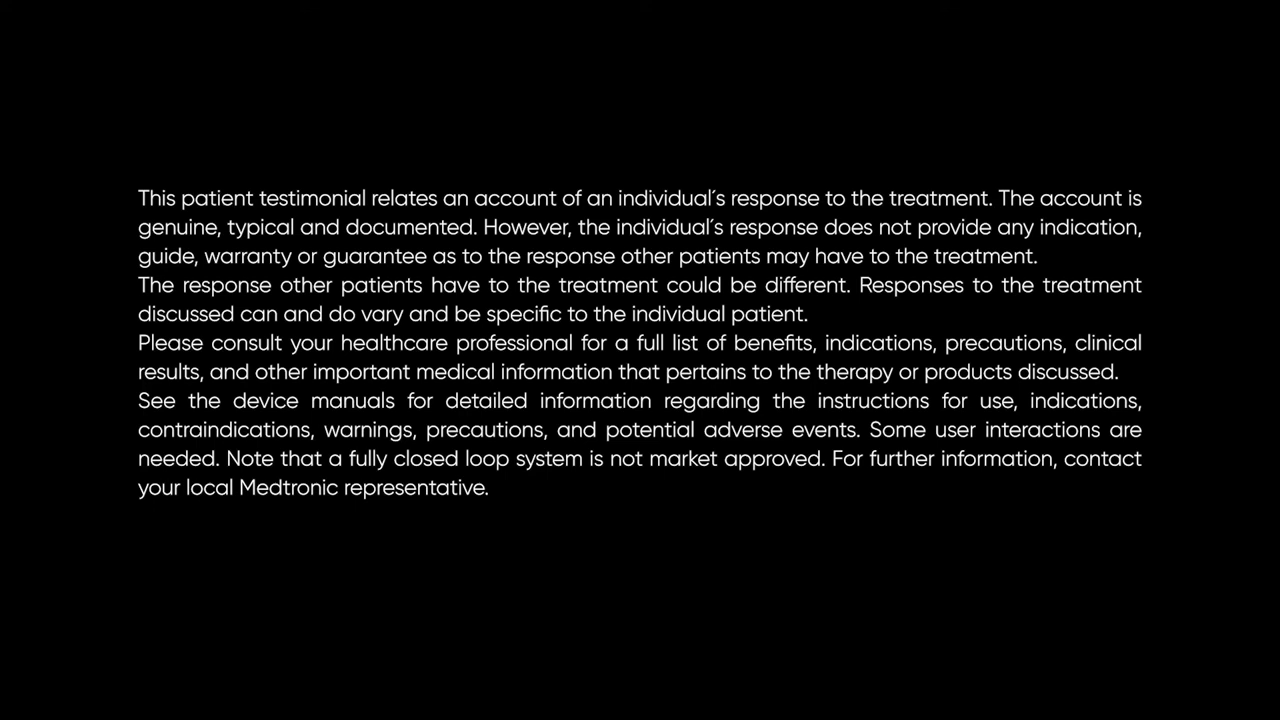 This patient testimonial relates an account of an individual´s response to the treatment. The account is
genuine, typical and documented. However, the individual´s response does not provide any indication,
guide, warranty or guarantee as to the response other patients may have to the treatment.
The response other patients have to the treatment could be different. Responses to the treatment
discussed can and do vary and be specific to the individual patient.
Please consult your healthcare professional for a full list of benefits, indications, precautions, clinical
results, and other important medical information that pertains to the therapy or products discussed.
See the device manuals for detailed information regarding the instructions for use, indications,
contraindications, warnings, precautions, and potential adverse events. Some user interactions are
needed. Note that a fully closed loop system is not market approved. For further information, contact
your local Medtronic representative.